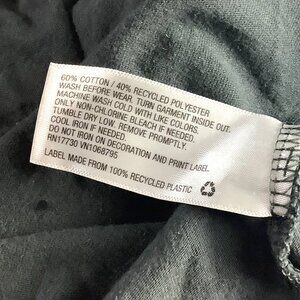 60% COTTON / 40% RECYCLED POLYESTER
WASH BEFORE WEAR. TURN GARMENT INSIDE OUT.
MACHINE WASH COLD WITH LIKE COLORS.
ONLY NON-CHLORINE BLEACH IF NEEDED.
TUMBLE DRY LOW. REMOVE PROMPTLY.
COOL IRON IF NEEDED.
DO NOT IRON ON DECORATION AND PRINT LABEL.
RN17730 VN1068795
LABEL MADE FROM 100% RECYCLED PLASTIC